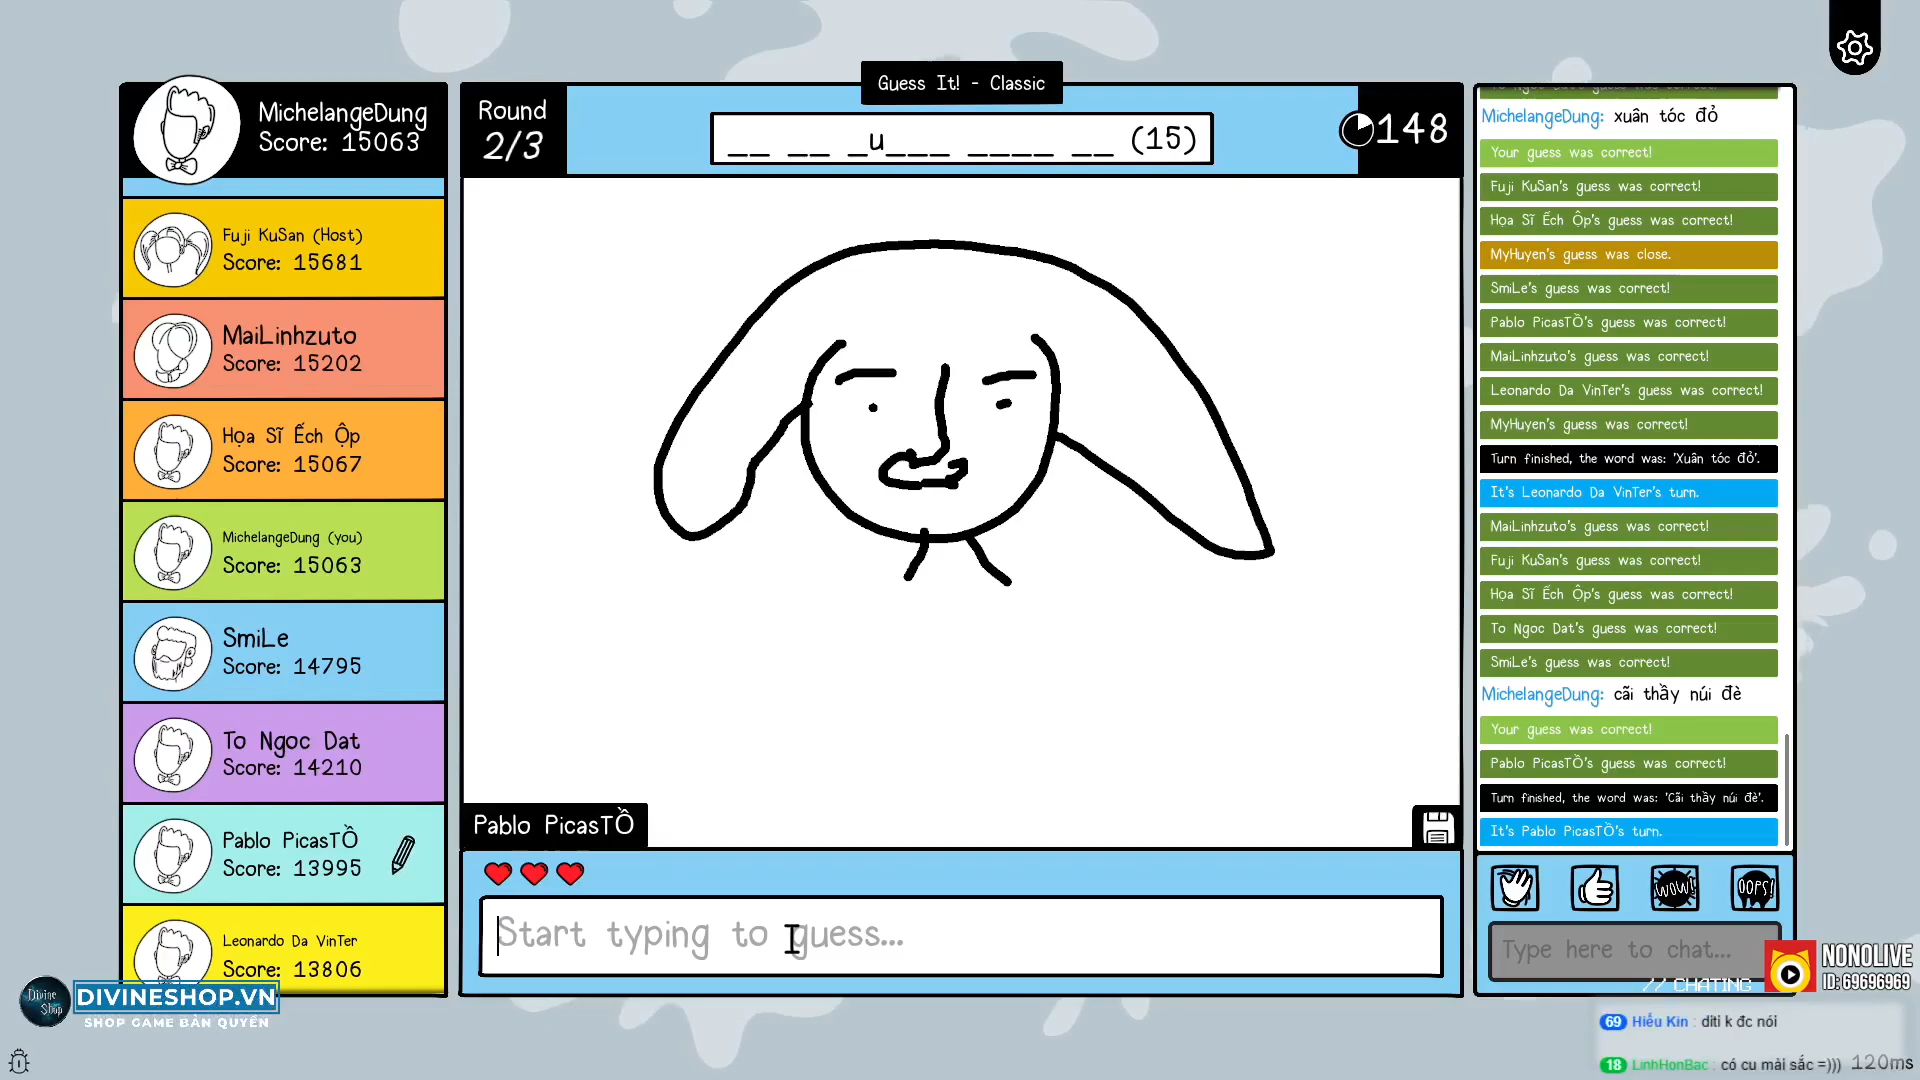 Guess It! - Classic
MichelangeDung
Score: 15063
Round
2/3
__ __ _u___ ____ __ (15)
148
Fuji KuSan (Host)
Score: 15681
MaiLinhzuto
Score: 15202
Họa Sĩ Ếch Ộp
Score: 15067
MichelangeDung (you)
Score: 15063
SmiLe
Score: 14795
To Ngoc Dat
Score: 14210
Pablo PicasTỒ
Score: 13995
Leonardo Da VinTer
Score: 13806
Pablo PicasTỒ
Start typing to guess...
MichelangeDung: xuân tóc đỏ
Your guess was correct!
Fuji KuSan's guess was correct!
Họa Sĩ Ếch Ộp's guess was correct!
MyHuyen's guess was close.
SmiLe's guess was correct!
Pablo PicasTỒ's guess was correct!
MaiLinhzuto's guess was correct!
Leonardo Da VinTer's guess was correct!
MyHuyen's guess was correct!
Turn finished, the word was: 'Xuân tóc đỏ'.
It's Leonardo Da VinTer's turn.
MaiLinhzuto's guess was correct!
Fuji KuSan's guess was correct!
Họa Sĩ Ếch Ộp's guess was correct!
To Ngoc Dat's guess was correct!
SmiLe's guess was correct!
MichelangeDung: cãi thầy núi đè
Your guess was correct!
Pablo PicasTỒ's guess was correct!
Turn finished, the word was: 'Cãi thầy núi đè'.
It's Pablo PicasTỒ's turn.
WOW!
OOPS!
Type here to chat...
// CHATING
NONOLIVE
ID: 69696969
Divine Shop
DIVINESHOP.VN
SHOP GAME BẢN QUYỀN
69 Hiếu Kin : dĩti k đc nói
18 LinhHonBac : có cu mài sắc =)))
120ms